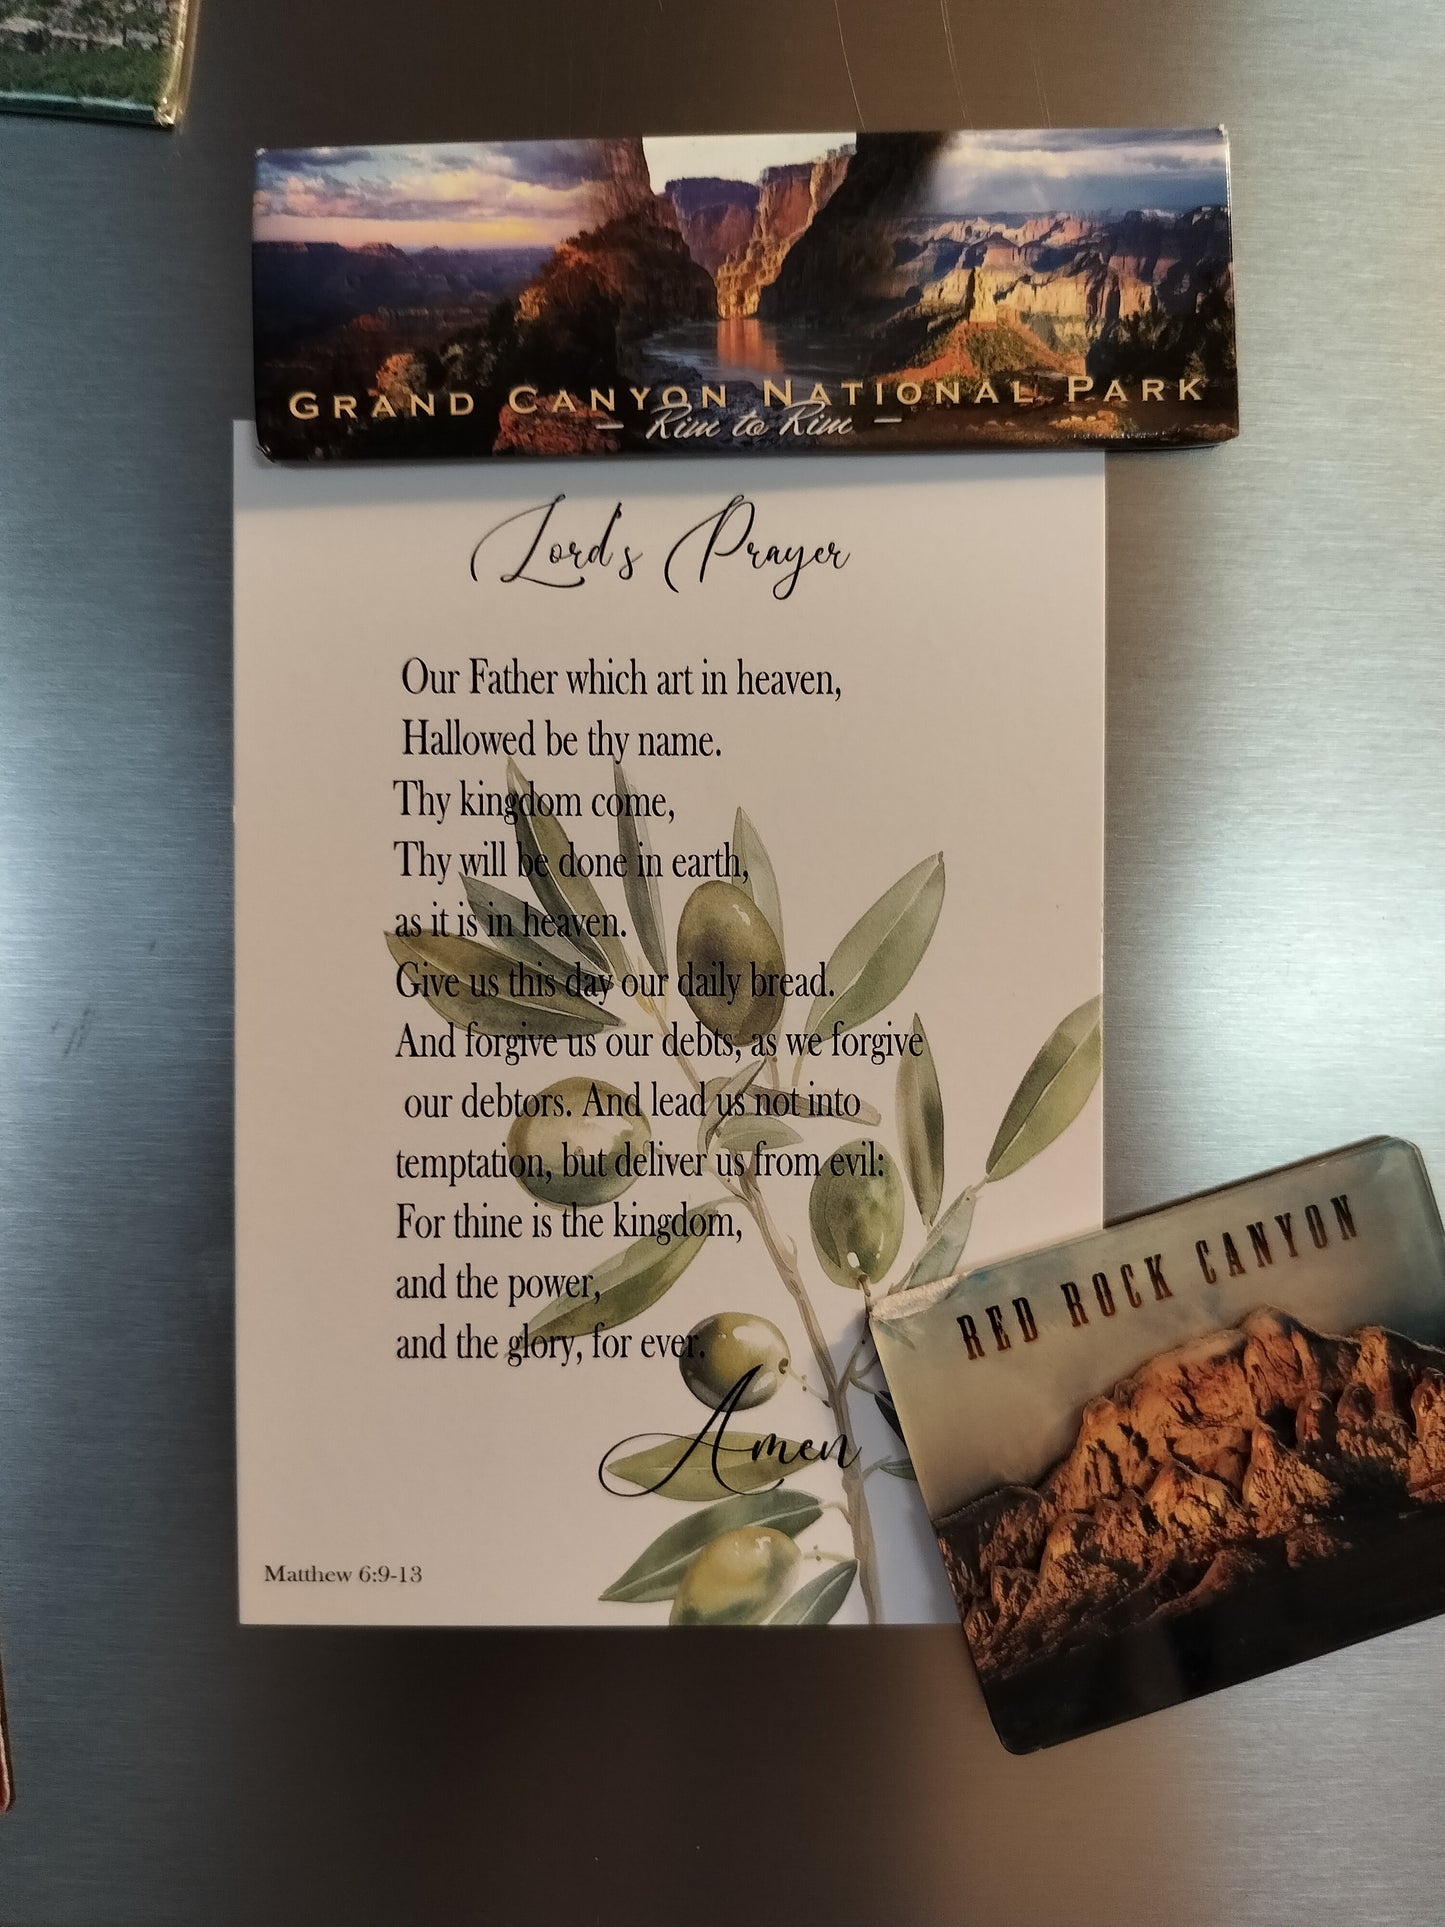 GRAND CANYON NATIONAL PARK
— Rim to Rim —
Lord's Prayer
Our Father which art in heaven,
Hallowed be thy name.
Thy kingdom come,
Thy will be done in earth,
as it is in heaven.
Give us this day our daily bread.
And forgive us our debts, as we forgive
our debtors. And lead us not into
temptation, but deliver us from evil:
For thine is the kingdom,
and the power,
and the glory, for ever.
Amen
Matthew 6:9-13
RED ROCK CANYON